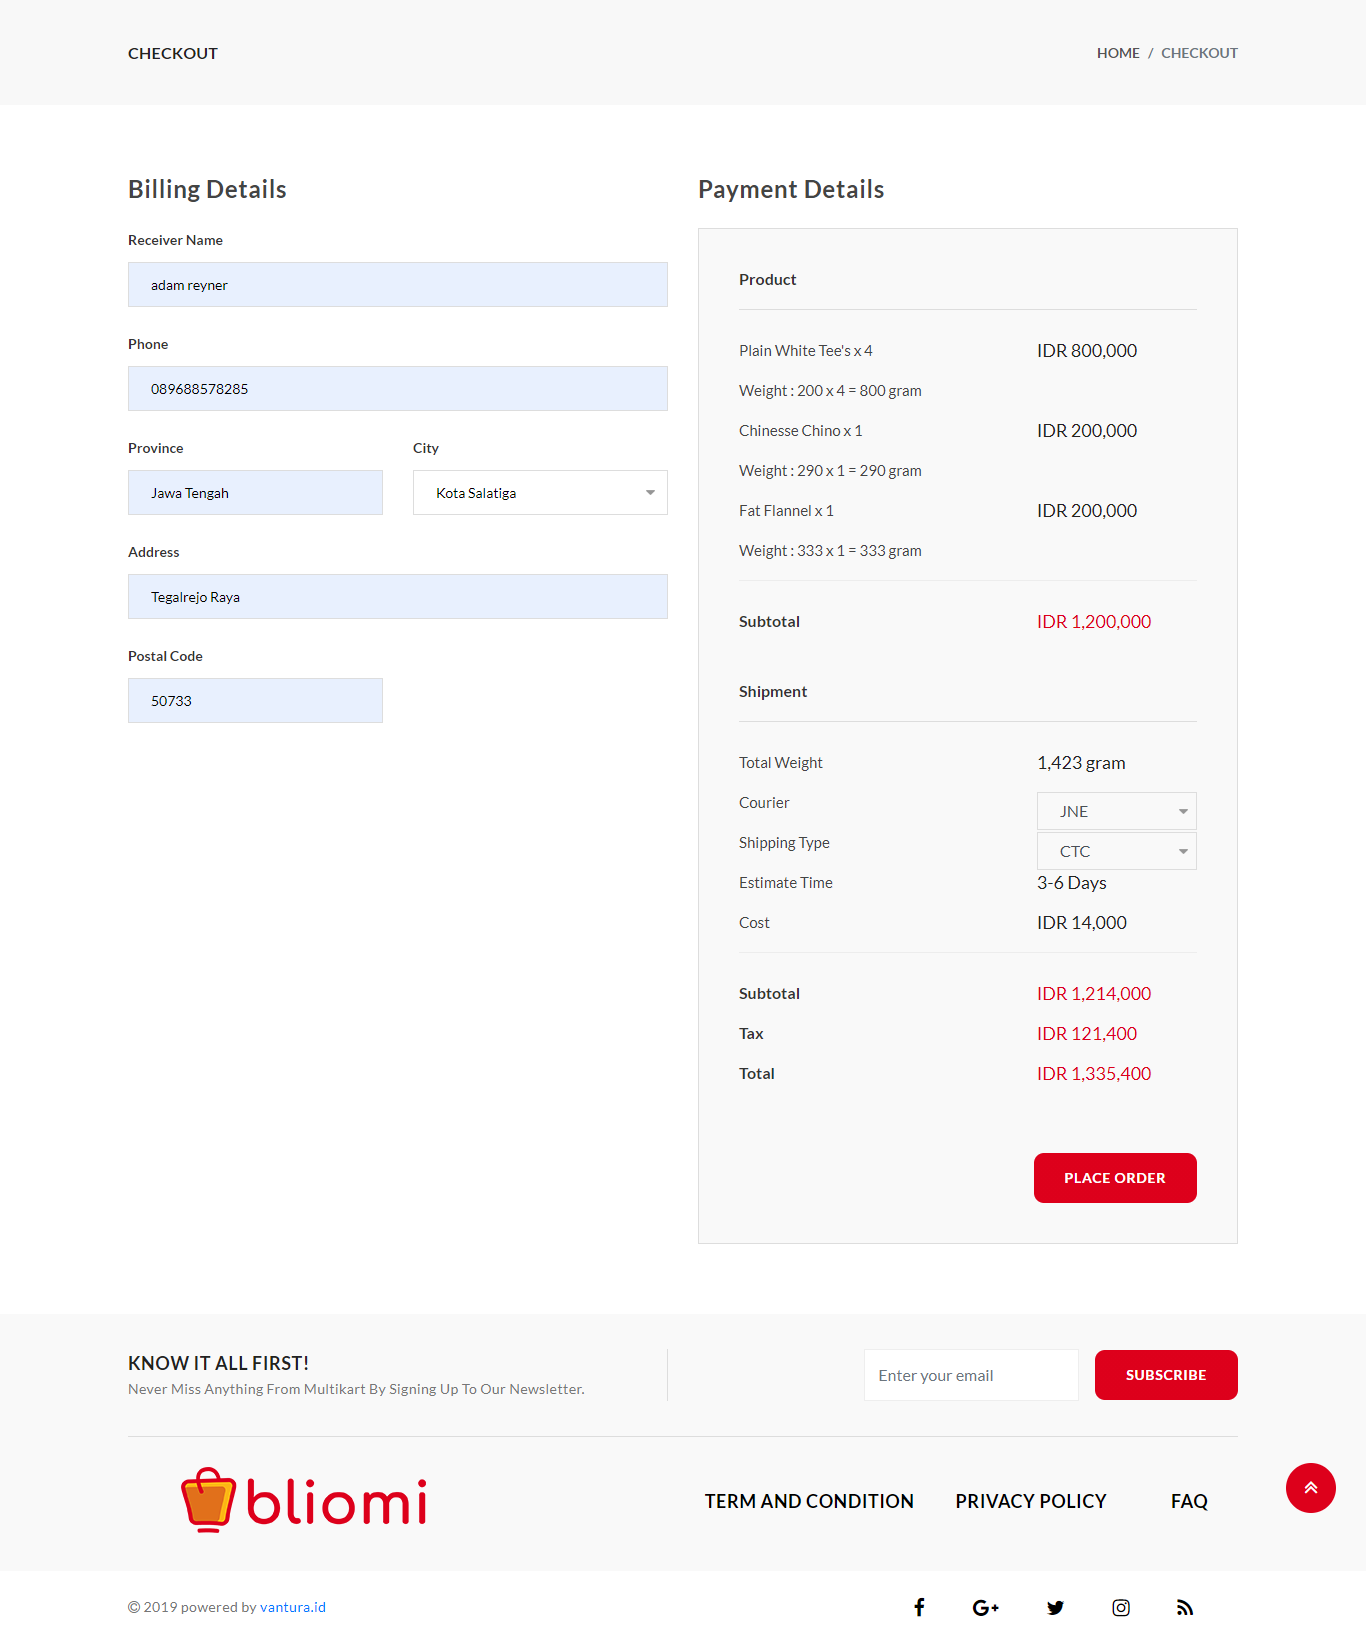 CHECKOUT
HOME / CHECKOUT
Billing Details
Receiver Name
adam reyner
Phone
089688578285
Province
City
Jawa Tengah
Kota Salatiga
Address
Tegalrejo Raya
Postal Code
50733
Payment Details
Product
Plain White Tee's x 4 IDR 800,000
Weight : 200 x 4 = 800 gram
Chinesse Chino x 1 IDR 200,000
Weight : 290 x 1 = 290 gram
Fat Flannel x 1 IDR 200,000
Weight : 333 x 1 = 333 gram
Subtotal IDR 1,200,000
Shipment
Total Weight 1,423 gram
Courier JNE
Shipping Type CTC
Estimate Time 3-6 Days
Cost IDR 14,000
Subtotal IDR 1,214,000
Tax IDR 121,400
Total IDR 1,335,400
PLACE ORDER
KNOW IT ALL FIRST!
Never Miss Anything From Multikart By Signing Up To Our Newsletter.
Enter your email
SUBSCRIBE
bliomi
TERM AND CONDITION
PRIVACY POLICY
FAQ
© 2019 powered by vantura.id